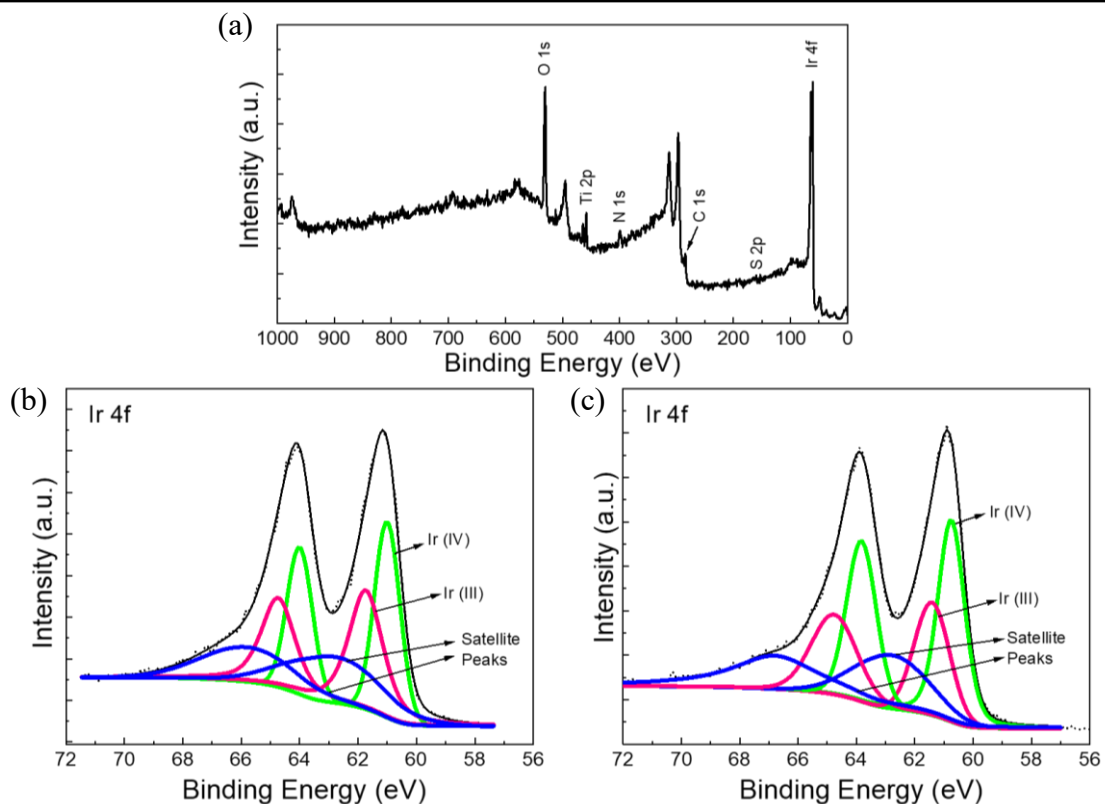 (a)
Intensity (a.u.)
O 1s
Ti 2p
N 1s
C 1s
S 2p
Ir 4f
1000 900 800 700 600 500 400 300 200 100 0
Binding Energy (eV)
(b)
Ir 4f
Intensity (a.u.)
Ir (IV)
Ir (III)
Satellite
Peaks
72 70 68 66 64 62 60 58 56
Binding Energy (eV)
(c)
Ir 4f
Intensity (a.u.)
Ir (IV)
Ir (III)
Satellite
Peaks
72 70 68 66 64 62 60 58 56
Binding Energy (eV)